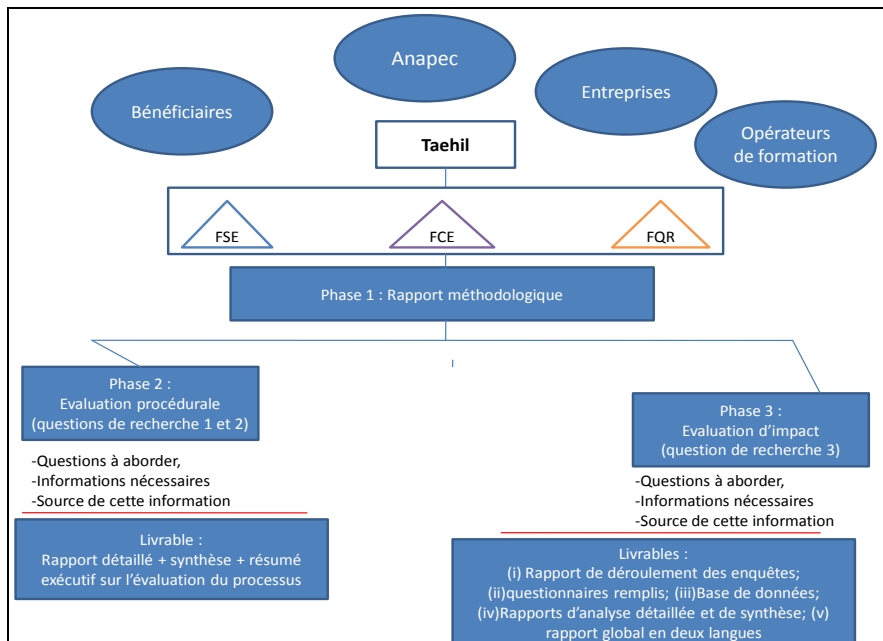 Anapec
Bénéficiaires
Entreprises
Opérateurs
de formation
Taehil
FSE
FCE
FQR
Phase 1 : Rapport méthodologique
Phase 2 :
Evaluation procédurale
(questions de recherche 1 et 2)
-Questions à aborder,
-Informations nécessaires
-Source de cette information
Livrable :
Rapport détaillé + synthèse + résumé
exécutif sur l'évaluation du processus
Phase 3 :
Evaluation d'impact
(question de recherche 3)
-Questions à aborder,
-Informations nécessaires
-Source de cette information
Livrables :
(i) Rapport de déroulement des enquêtes;
(ii)questionnaires remplis; (iii)Base de données;
(iv)Rapports d'analyse détaillée et de synthèse; (v)
rapport global en deux langues